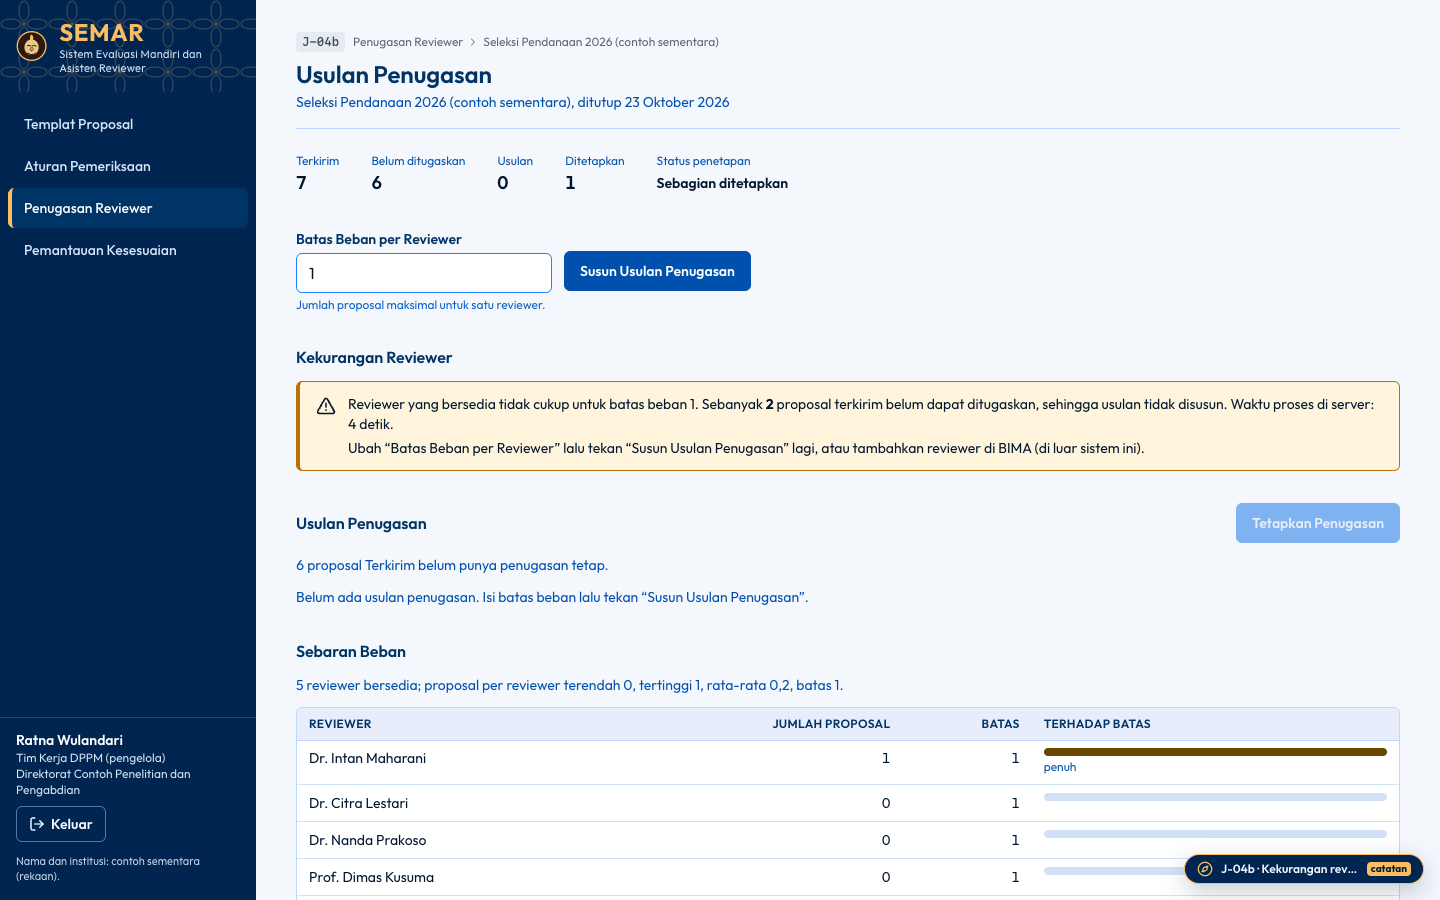 SEMAR
Sistem Evaluasi Mandiri dan
Asisten Reviewer
Templat Proposal
Aturan Pemeriksaan
Penugasan Reviewer
Pemantauan Kesesuaian
Ratna Wulandari
Tim Kerja DPPM (pengelola)
Direktorat Contoh Penelitian dan
Pengabdian
Keluar
Nama dan institusi: contoh sementara
(rekaan).
J-04b Penugasan Reviewer > Seleksi Pendanaan 2026 (contoh sementara)
Usulan Penugasan
Seleksi Pendanaan 2026 (contoh sementara), ditutup 23 Oktober 2026
Terkirim Belum ditugaskan Usulan Ditetapkan Status penetapan
7 6 0 1 Sebagian ditetapkan
Batas Beban per Reviewer
1 Susun Usulan Penugasan
Jumlah proposal maksimal untuk satu reviewer.
Kekurangan Reviewer
Reviewer yang bersedia tidak cukup untuk batas beban 1. Sebanyak 2 proposal terkirim belum dapat ditugaskan, sehingga usulan tidak disusun. Waktu proses di server:
4 detik.
Ubah “Batas Beban per Reviewer” lalu tekan “Susun Usulan Penugasan” lagi, atau tambahkan reviewer di BIMA (di luar sistem ini).
Usulan Penugasan Tetapkan Penugasan
6 proposal Terkirim belum punya penugasan tetap.
Belum ada usulan penugasan. Isi batas beban lalu tekan “Susun Usulan Penugasan”.
Sebaran Beban
5 reviewer bersedia; proposal per reviewer terendah 0, tertinggi 1, rata-rata 0,2, batas 1.
REVIEWER JUMLAH PROPOSAL BATAS TERHADAP BATAS
Dr. Intan Maharani 1 1
penuh
Dr. Citra Lestari 0 1
Dr. Nanda Prakoso 0 1
Prof. Dimas Kusuma 0 1
J-04b · Kekurangan rev... catatan